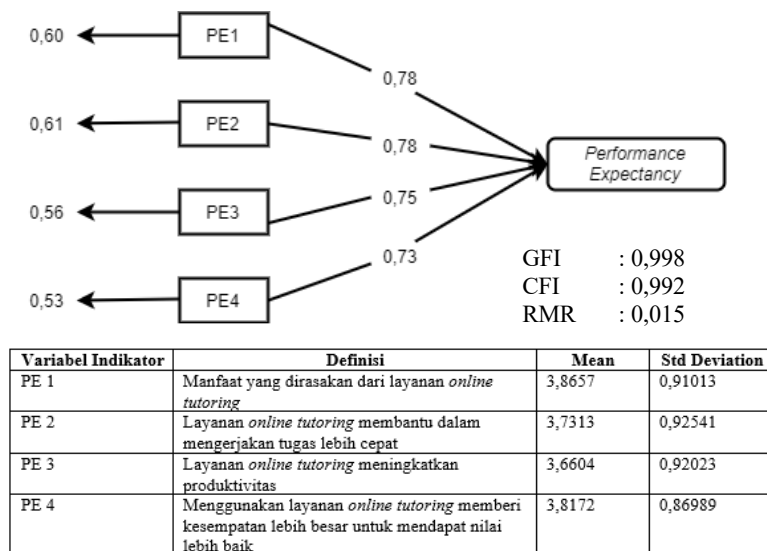 0,60
PE1
0,78
0,61
PE2
0,78
Performance
Expectancy
0,56
PE3
0,75
0,53
PE4
0,73
GFI : 0,998
CFI : 0,992
RMR : 0,015
Variabel Indikator Definisi Mean Std Deviation
PE 1 Manfaat yang dirasakan dari layanan online 3,8657 0,91013
tutoring
PE 2 Layanan online tutoring membantu dalam 3,7313 0,92541
mengerjakan tugas lebih cepat
PE 3 Layanan online tutoring meningkatkan 3,6604 0,92023
produktivitas
PE 4 Menggunakan layanan online tutoring memberi 3,8172 0,86989
kesempatan lebih besar untuk mendapat nilai
lebih baik